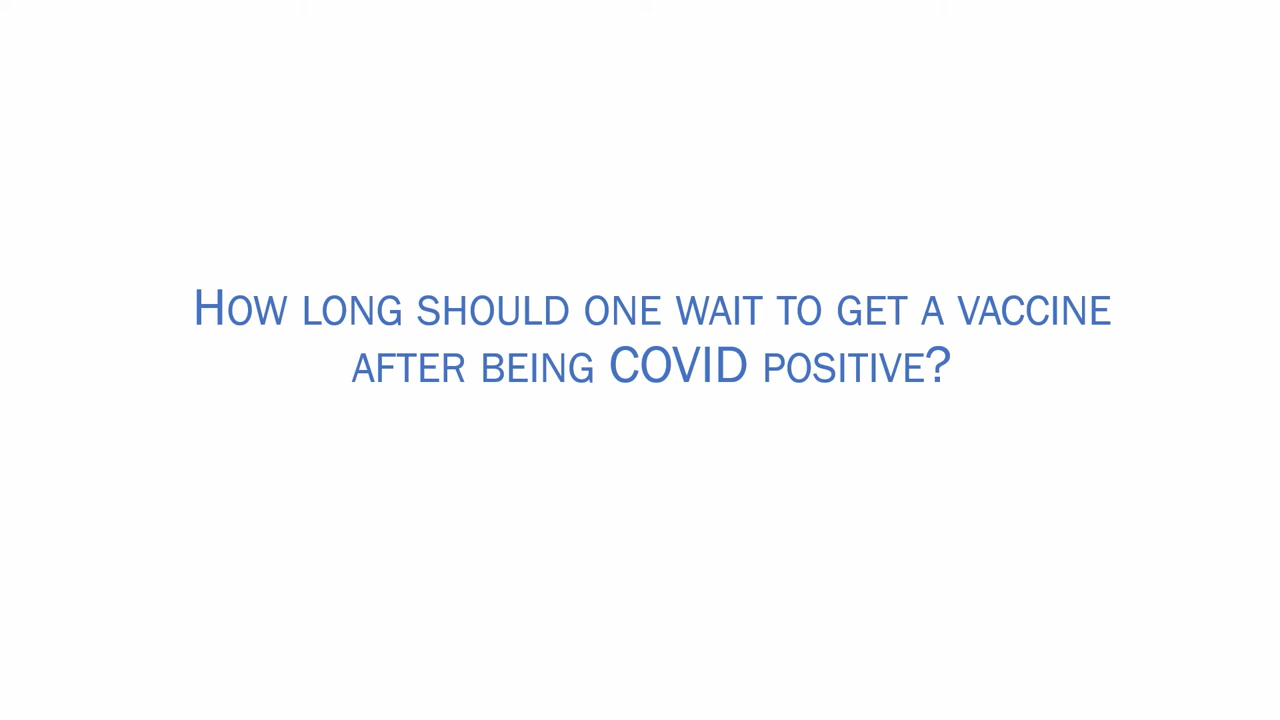 How long should one wait to get a vaccine
after being COVID positive?